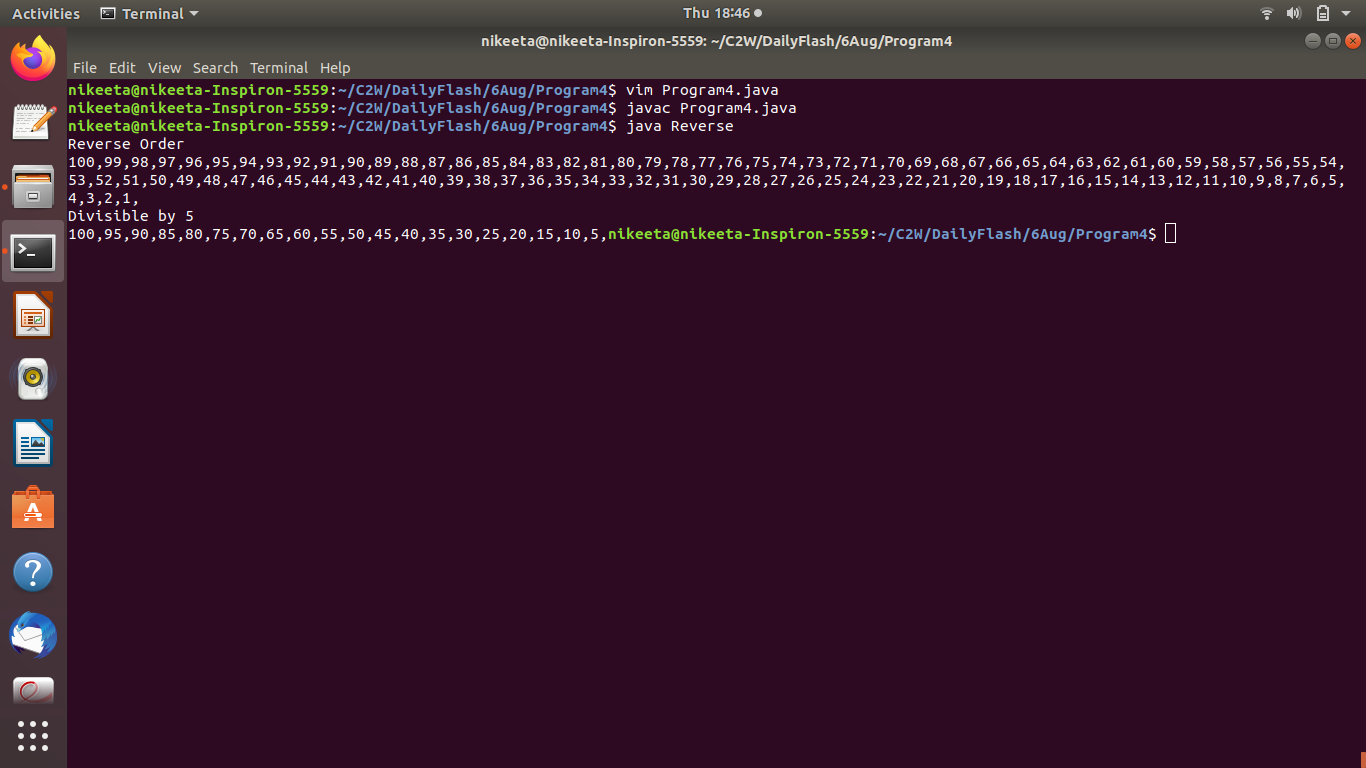 Activities Terminal Thu 18:46
nikeeta@nikeeta-Inspiron-5559: ~/C2W/DailyFlash/6Aug/Program4
File Edit View Search Terminal Help
nikeeta@nikeeta-Inspiron-5559:~/C2W/DailyFlash/6Aug/Program4$ vim Program4.java
nikeeta@nikeeta-Inspiron-5559:~/C2W/DailyFlash/6Aug/Program4$ javac Program4.java
nikeeta@nikeeta-Inspiron-5559:~/C2W/DailyFlash/6Aug/Program4$ java Reverse
Reverse Order
100,99,98,97,96,95,94,93,92,91,90,89,88,87,86,85,84,83,82,81,80,79,78,77,76,75,74,73,72,71,70,69,68,67,66,65,64,63,62,61,60,59,58,57,56,55,54,
53,52,51,50,49,48,47,46,45,44,43,42,41,40,39,38,37,36,35,34,33,32,31,30,29,28,27,26,25,24,23,22,21,20,19,18,17,16,15,14,13,12,11,10,9,8,7,6,5,
4,3,2,1,
Divisible by 5
100,95,90,85,80,75,70,65,60,55,50,45,40,35,30,25,20,15,10,5,nikeeta@nikeeta-Inspiron-5559:~/C2W/DailyFlash/6Aug/Program4$